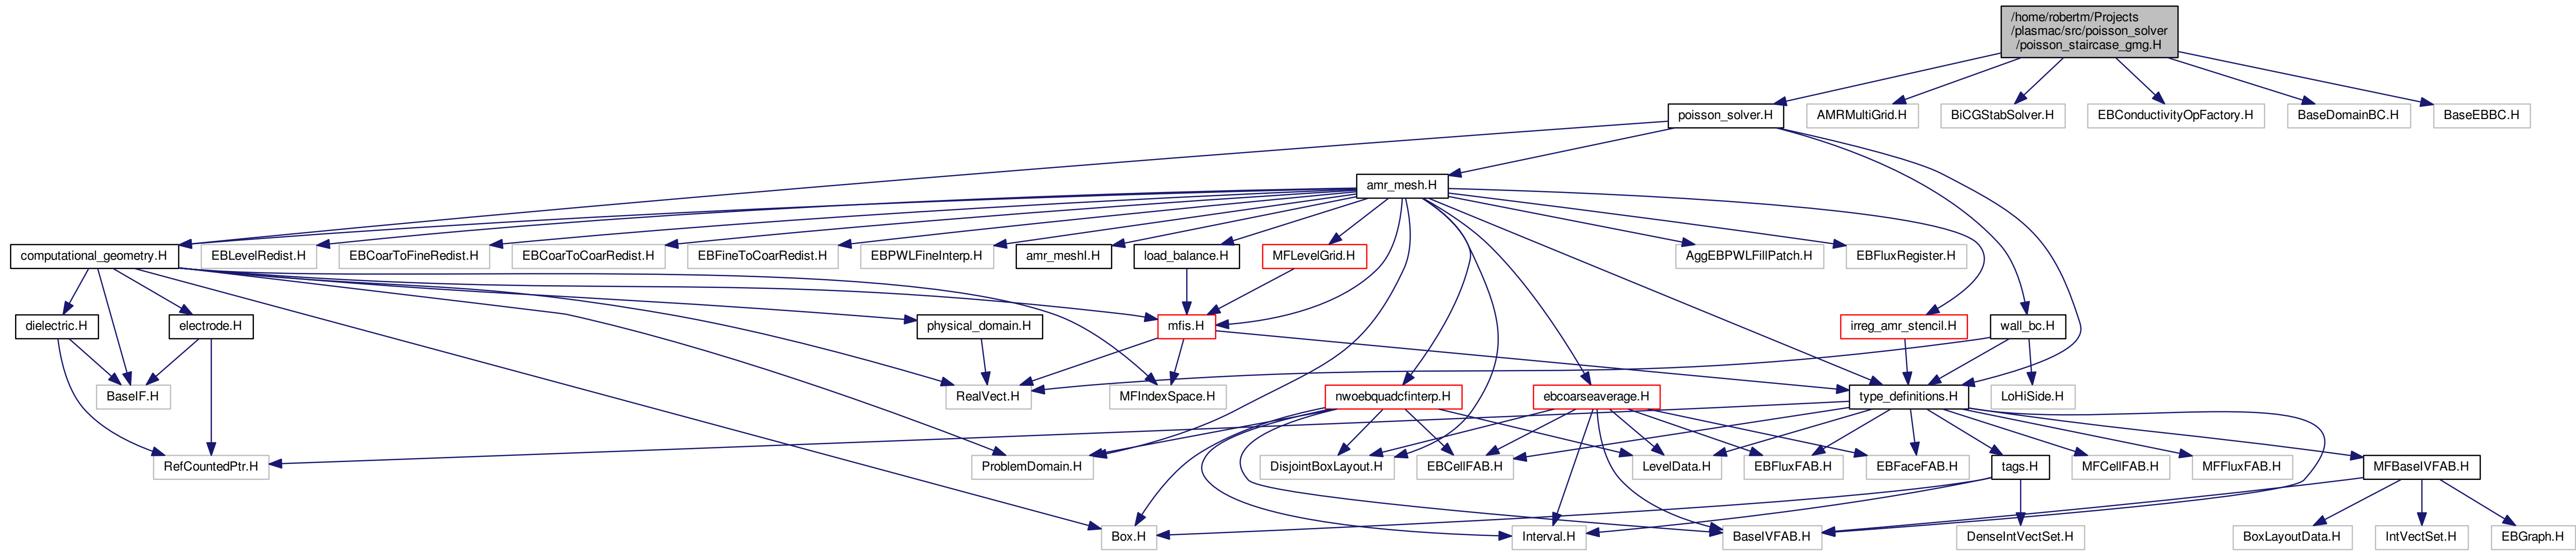 /home/robertm/Projects
/plasmac/src/poisson_solver
/poisson_staircase_gmg.H
poisson_solver.H
AMRMultiGrid.H
BiCGStabSolver.H
EBConductivityOpFactory.H
BaseDomainBC.H
BaseEBBC.H
amr_mesh.H
computational_geometry.H
EBLevelRedist.H
EBCoarToFineRedist.H
EBCoarToCoarRedist.H
EBFineToCoarRedist.H
EBPWLFineInterp.H
amr_meshI.H
load_balance.H
MFLevelGrid.H
AggEBPWLFillPatch.H
EBFluxRegister.H
dielectric.H
electrode.H
physical_domain.H
mfis.H
irreg_amr_stencil.H
wall_bc.H
BaseIF.H
RealVect.H
MFIndexSpace.H
nwoebquadcfinterp.H
ebcoarseaverage.H
type_definitions.H
LoHiSide.H
RefCountedPtr.H
ProblemDomain.H
DisjointBoxLayout.H
EBCellFAB.H
LevelData.H
EBFluxFAB.H
EBFaceFAB.H
tags.H
MFCellFAB.H
MFFluxFAB.H
MFBaseIVFAB.H
Box.H
Interval.H
BaseIVFAB.H
DenseIntVectSet.H
BoxLayoutData.H
IntVectSet.H
EBGraph.H